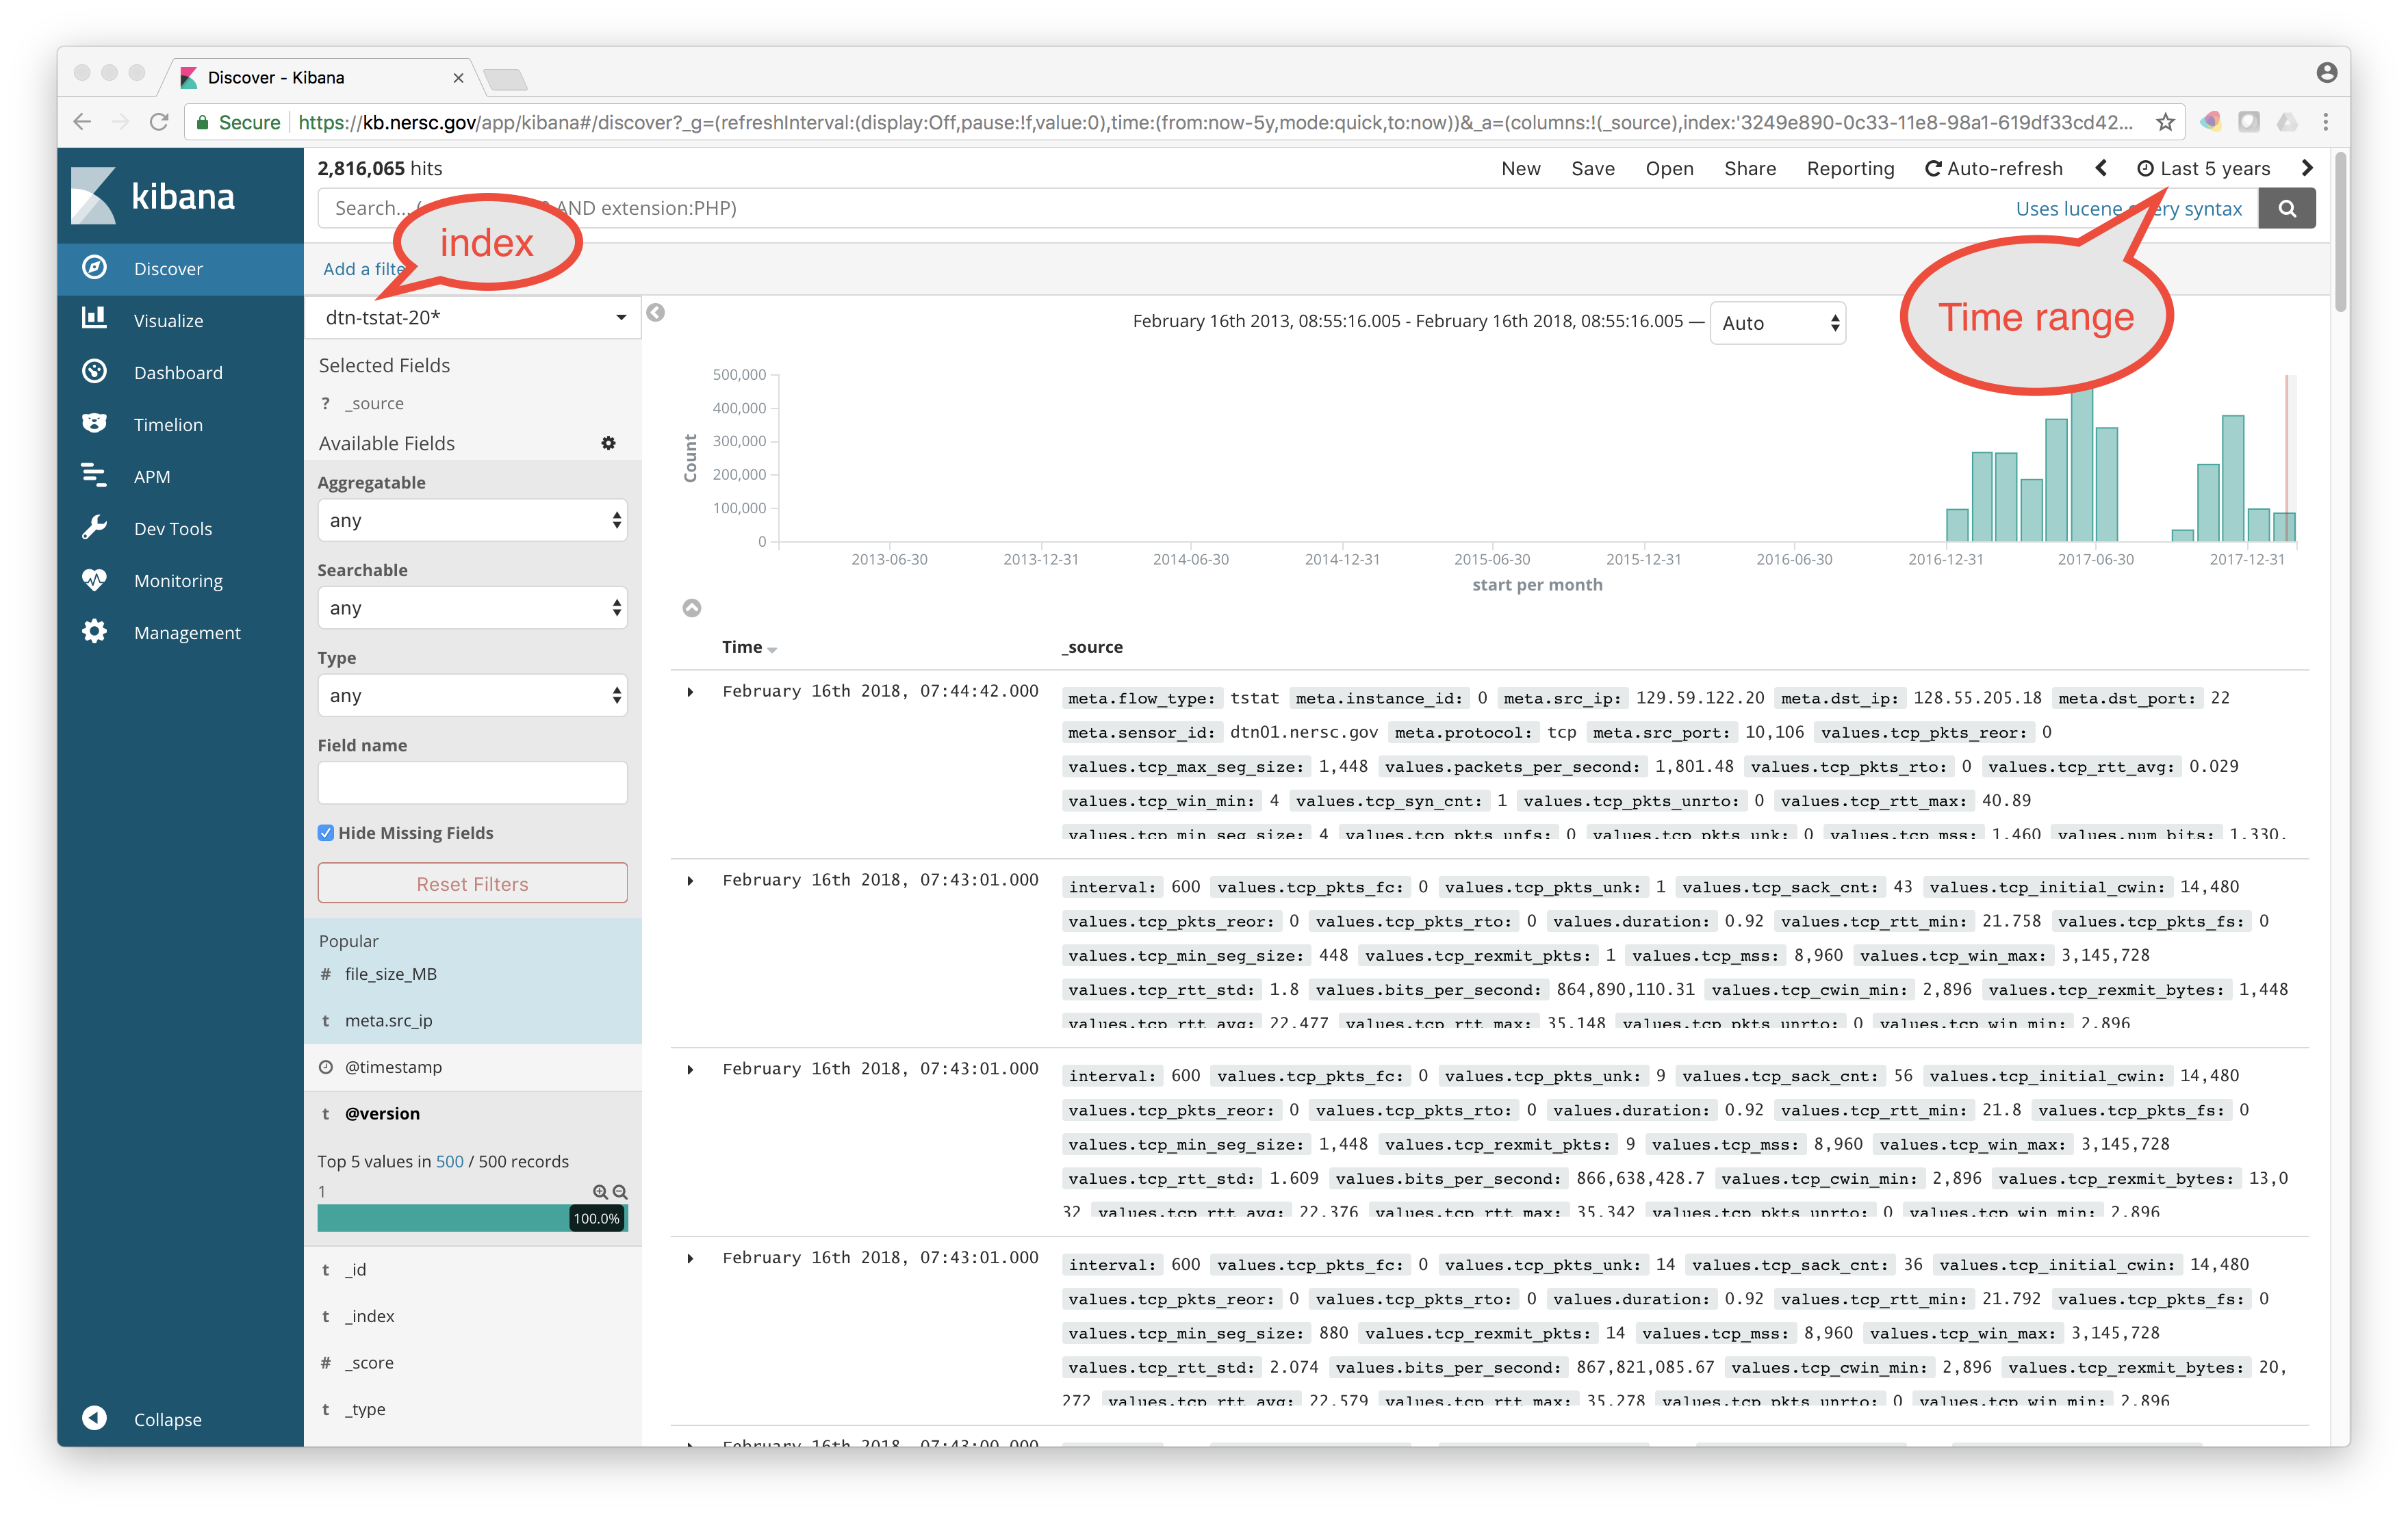 Discover - Kibana
Secure https://kb.nersc.gov/app/kibana#/discover?_g=(refreshInterval:(display:Off,pause:!f,value:0),time:(from:now-5y,mode:quick,to:now))&_a=(columns:!(_source),index:'3249e890-0c33-11e8-98a1-619df33cd42...
kibana
Discover
Visualize
Dashboard
Timelion
APM
Dev Tools
Monitoring
Management
Collapse
2,816,065 hits
New Save Open Share Reporting Auto-refresh Last 5 years
Search... ( AND extension:PHP)
Uses lucene ery syntax
index
Time range
Add a filte
dtn-tstat-20*
Selected Fields
? _source
Available Fields
Aggregatable
any
Searchable
any
Type
any
Field name
Hide Missing Fields
Reset Filters
Popular
# file_size_MB
t meta.src_ip
@timestamp
t @version
Top 5 values in 500 / 500 records
1
100.0%
t _id
t _index
# _score
t _type
February 16th 2013, 08:55:16.005 - February 16th 2018, 08:55:16.005 — Auto
Count
500,000
400,000
300,000
200,000
100,000
0
2013-06-30 2013-12-31 2014-06-30 2014-12-31 2015-06-30 2015-12-31 2016-06-30 2016-12-31 2017-06-30 2017-12-31
start per month
Time _source
February 16th 2018, 07:44:42.000 meta.flow_type: tstat meta.instance_id: 0 meta.src_ip: 129.59.122.20 meta.dst_ip: 128.55.205.18 meta.dst_port: 22
meta.sensor_id: dtn01.nersc.gov meta.protocol: tcp meta.src_port: 10,106 values.tcp_pkts_reor: 0
values.tcp_max_seg_size: 1,448 values.packets_per_second: 1,801.48 values.tcp_pkts_rto: 0 values.tcp_rtt_avg: 0.029
values.tcp_win_min: 4 values.tcp_syn_cnt: 1 values.tcp_pkts_unrto: 0 values.tcp_rtt_max: 40.89
values.tcp_min_seg_size: 4 values.tcp_pkts_unfs: 0 values.tcp_pkts_unk: 0 values.tcp_mss: 1,460 values.num_bits: 1,330,
February 16th 2018, 07:43:01.000 interval: 600 values.tcp_pkts_fc: 0 values.tcp_pkts_unk: 1 values.tcp_sack_cnt: 43 values.tcp_initial_cwin: 14,480
values.tcp_pkts_reor: 0 values.tcp_pkts_rto: 0 values.duration: 0.92 values.tcp_rtt_min: 21.758 values.tcp_pkts_fs: 0
values.tcp_min_seg_size: 448 values.tcp_rexmit_pkts: 1 values.tcp_mss: 8,960 values.tcp_win_max: 3,145,728
values.tcp_rtt_std: 1.8 values.bits_per_second: 864,890,110.31 values.tcp_cwin_min: 2,896 values.tcp_rexmit_bytes: 1,448
values.tcp_rtt_avg: 22.477 values.tcp_rtt_max: 35.148 values.tcp_pkts_unrto: 0 values.tcp_win_min: 2,896
February 16th 2018, 07:43:01.000 interval: 600 values.tcp_pkts_fc: 0 values.tcp_pkts_unk: 9 values.tcp_sack_cnt: 56 values.tcp_initial_cwin: 14,480
values.tcp_pkts_reor: 0 values.tcp_pkts_rto: 0 values.duration: 0.92 values.tcp_rtt_min: 21.8 values.tcp_pkts_fs: 0
values.tcp_min_seg_size: 1,448 values.tcp_rexmit_pkts: 9 values.tcp_mss: 8,960 values.tcp_win_max: 3,145,728
values.tcp_rtt_std: 1.609 values.bits_per_second: 866,638,428.7 values.tcp_cwin_min: 2,896 values.tcp_rexmit_bytes: 13,0
32 values.tcp_rtt_avg: 22.376 values.tcp_rtt_max: 35.342 values.tcp_pkts_unrto: 0 values.tcp_win_min: 2,896
February 16th 2018, 07:43:01.000 interval: 600 values.tcp_pkts_fc: 0 values.tcp_pkts_unk: 14 values.tcp_sack_cnt: 36 values.tcp_initial_cwin: 14,480
values.tcp_pkts_reor: 0 values.tcp_pkts_rto: 0 values.duration: 0.92 values.tcp_rtt_min: 21.792 values.tcp_pkts_fs: 0
values.tcp_min_seg_size: 880 values.tcp_rexmit_pkts: 14 values.tcp_mss: 8,960 values.tcp_win_max: 3,145,728
values.tcp_rtt_std: 2.074 values.bits_per_second: 867,821,085.67 values.tcp_cwin_min: 2,896 values.tcp_rexmit_bytes: 20,
272 values.tcp_rtt_avg: 22.579 values.tcp_rtt_max: 35.278 values.tcp_pkts_unrto: 0 values.tcp_win_min: 2,896
February 16th 2018, 07:43:00.000